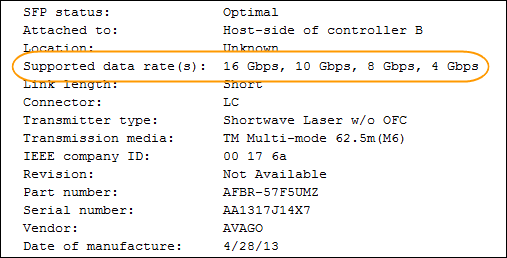 SFP status: Optimal
Attached to: Host-side of controller B
Location: Unknown
Supported data rate(s): 16 Gbps, 10 Gbps, 8 Gbps, 4 Gbps
Link length: Short
Connector: LC
Transmitter type: Shortwave Laser w/o OFC
Transmission media: TM Multi-mode 62.5m(M6)
IEEE company ID: 00 17 6a
Revision: Not Available
Part number: AFBR-57F5UMZ
Serial number: AA1317J14X7
Vendor: AVAGO
Date of manufacture: 4/28/13